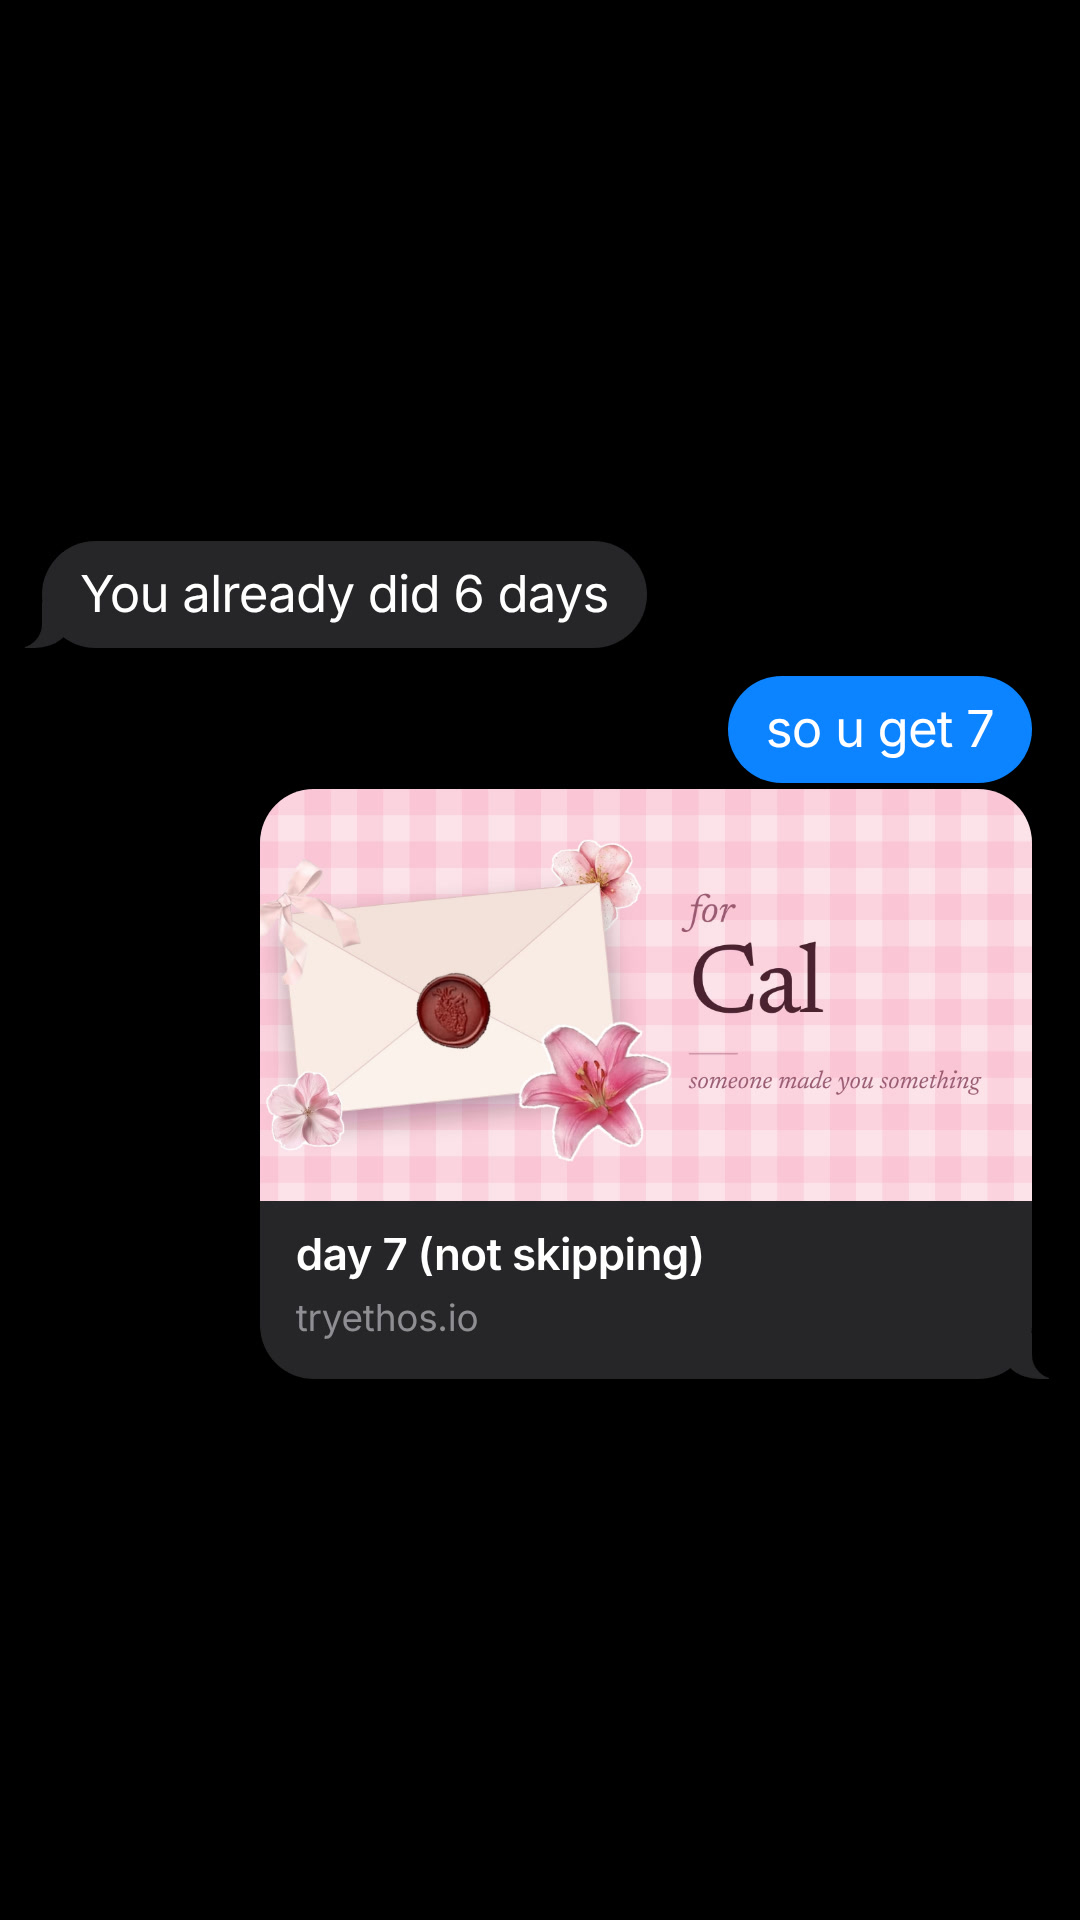 You already did 6 days
so u get 7
for
Cal
someone made you something
day 7 (not skipping)
tryethos.io